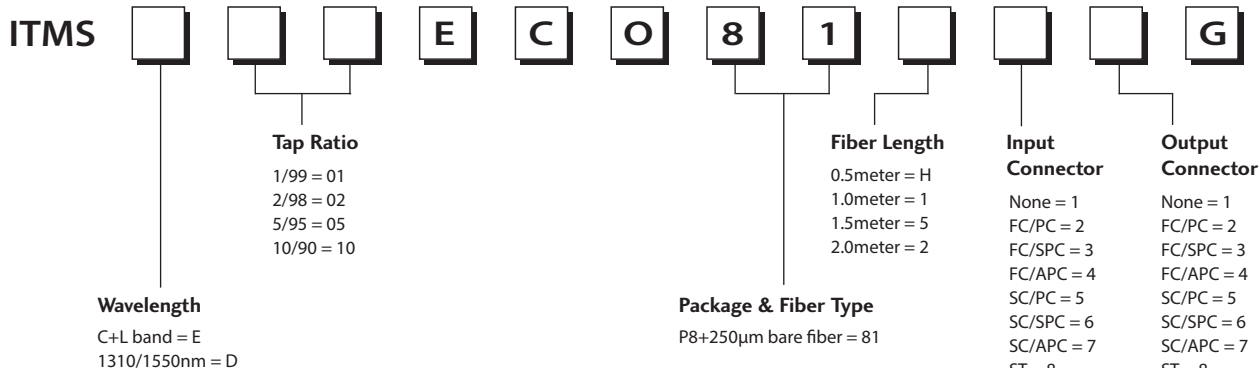 ITMS E C O 8 1 G
Tap Ratio
1/99 = 01
2/98 = 02
5/95 = 05
10/90 = 10
Fiber Length
0.5meter = H
1.0meter = 1
1.5meter = 5
2.0meter = 2
Input
Connector
None = 1
FC/PC = 2
FC/SPC = 3
FC/APC = 4
SC/PC = 5
SC/SPC = 6
SC/APC = 7
Output
Connector
None = 1
FC/PC = 2
FC/SPC = 3
FC/APC = 4
SC/PC = 5
SC/SPC = 6
SC/APC = 7
Wavelength
C+L band = E
1310/1550nm = D
Package & Fiber Type
P8+250μm bare fiber = 81